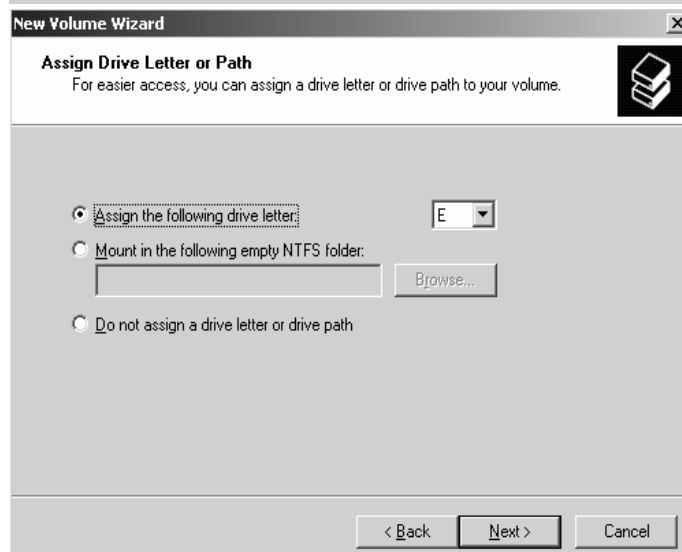 New Volume Wizard
Assign Drive Letter or Path
For easier access, you can assign a drive letter or drive path to your volume.
Assign the following drive letter: E
Mount in the following empty NTFS folder:
Browse...
Do not assign a drive letter or drive path
< Back Next > Cancel